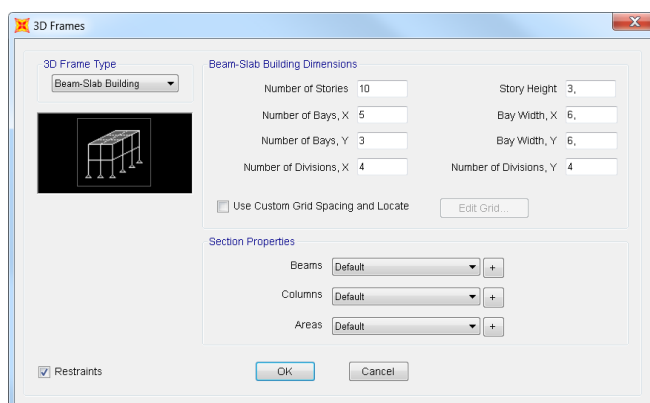 3D Frames
3D Frame Type
Beam-Slab Building
Beam-Slab Building Dimensions
Number of Stories 10 Story Height 3,
Number of Bays, X 5 Bay Width, X 6,
Number of Bays, Y 3 Bay Width, Y 6,
Number of Divisions, X 4 Number of Divisions, Y 4
Use Custom Grid Spacing and Locate Edit Grid...
Section Properties
Beams Default +
Columns Default +
Areas Default +
Restraints OK Cancel